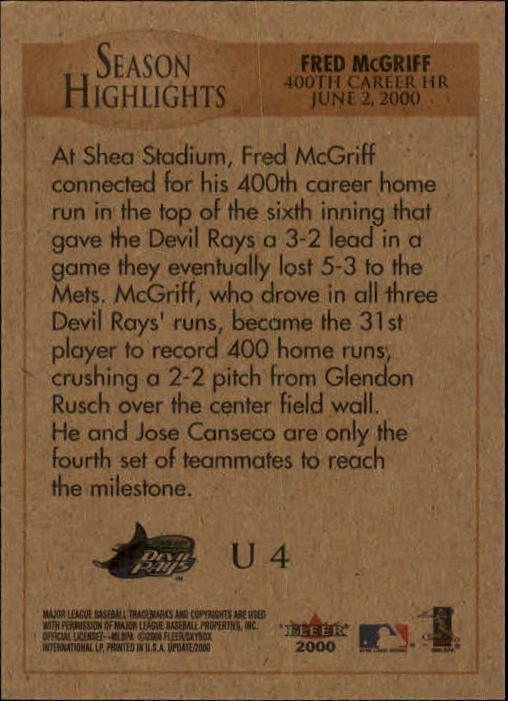 SEASON
HIGHLIGHTS
FRED McGRIFF
400TH CAREER HR
JUNE 2, 2000
At Shea Stadium, Fred McGriff
connected for his 400th career home
run in the top of the sixth inning that
gave the Devil Rays a 3-2 lead in a
game they eventually lost 5-3 to the
Mets. McGriff, who drove in all three
Devil Rays' runs, became the 31st
player to record 400 home runs,
crushing a 2-2 pitch from Glendon
Rusch over the center field wall.
He and Jose Canseco are only the
fourth set of teammates to reach
the milestone.
DEVIL
RAYS
U 4
MAJOR LEAGUE BASEBALL TRADEMARKS AND COPYRIGHTS ARE USED
WITH PERMISSION OF MAJOR LEAGUE BASEBALL PROPERTIES, INC.
OFFICIAL LICENSEE—MLBPA ©2000 FLEER/SKYBOX
INTERNATIONAL LP, PRINTED IN U.S.A. UPDATE/2000
FLEER
2000